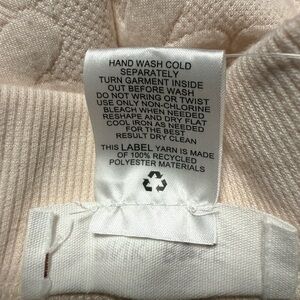 HAND WASH COLD
SEPARATELY
TURN GARMENT INSIDE
OUT BEFORE WASH
DO NOT WRING OR TWIST
USE ONLY NON-CHLORINE
BLEACH WHEN NEEDED
RESHAPE AND DRY FLAT
COOL IRON AS NEEDED
FOR THE BEST
RESULT DRY CLEAN
THIS LABEL YARN IS MADE
OF 100% RECYCLED
POLYESTER MATERIALS